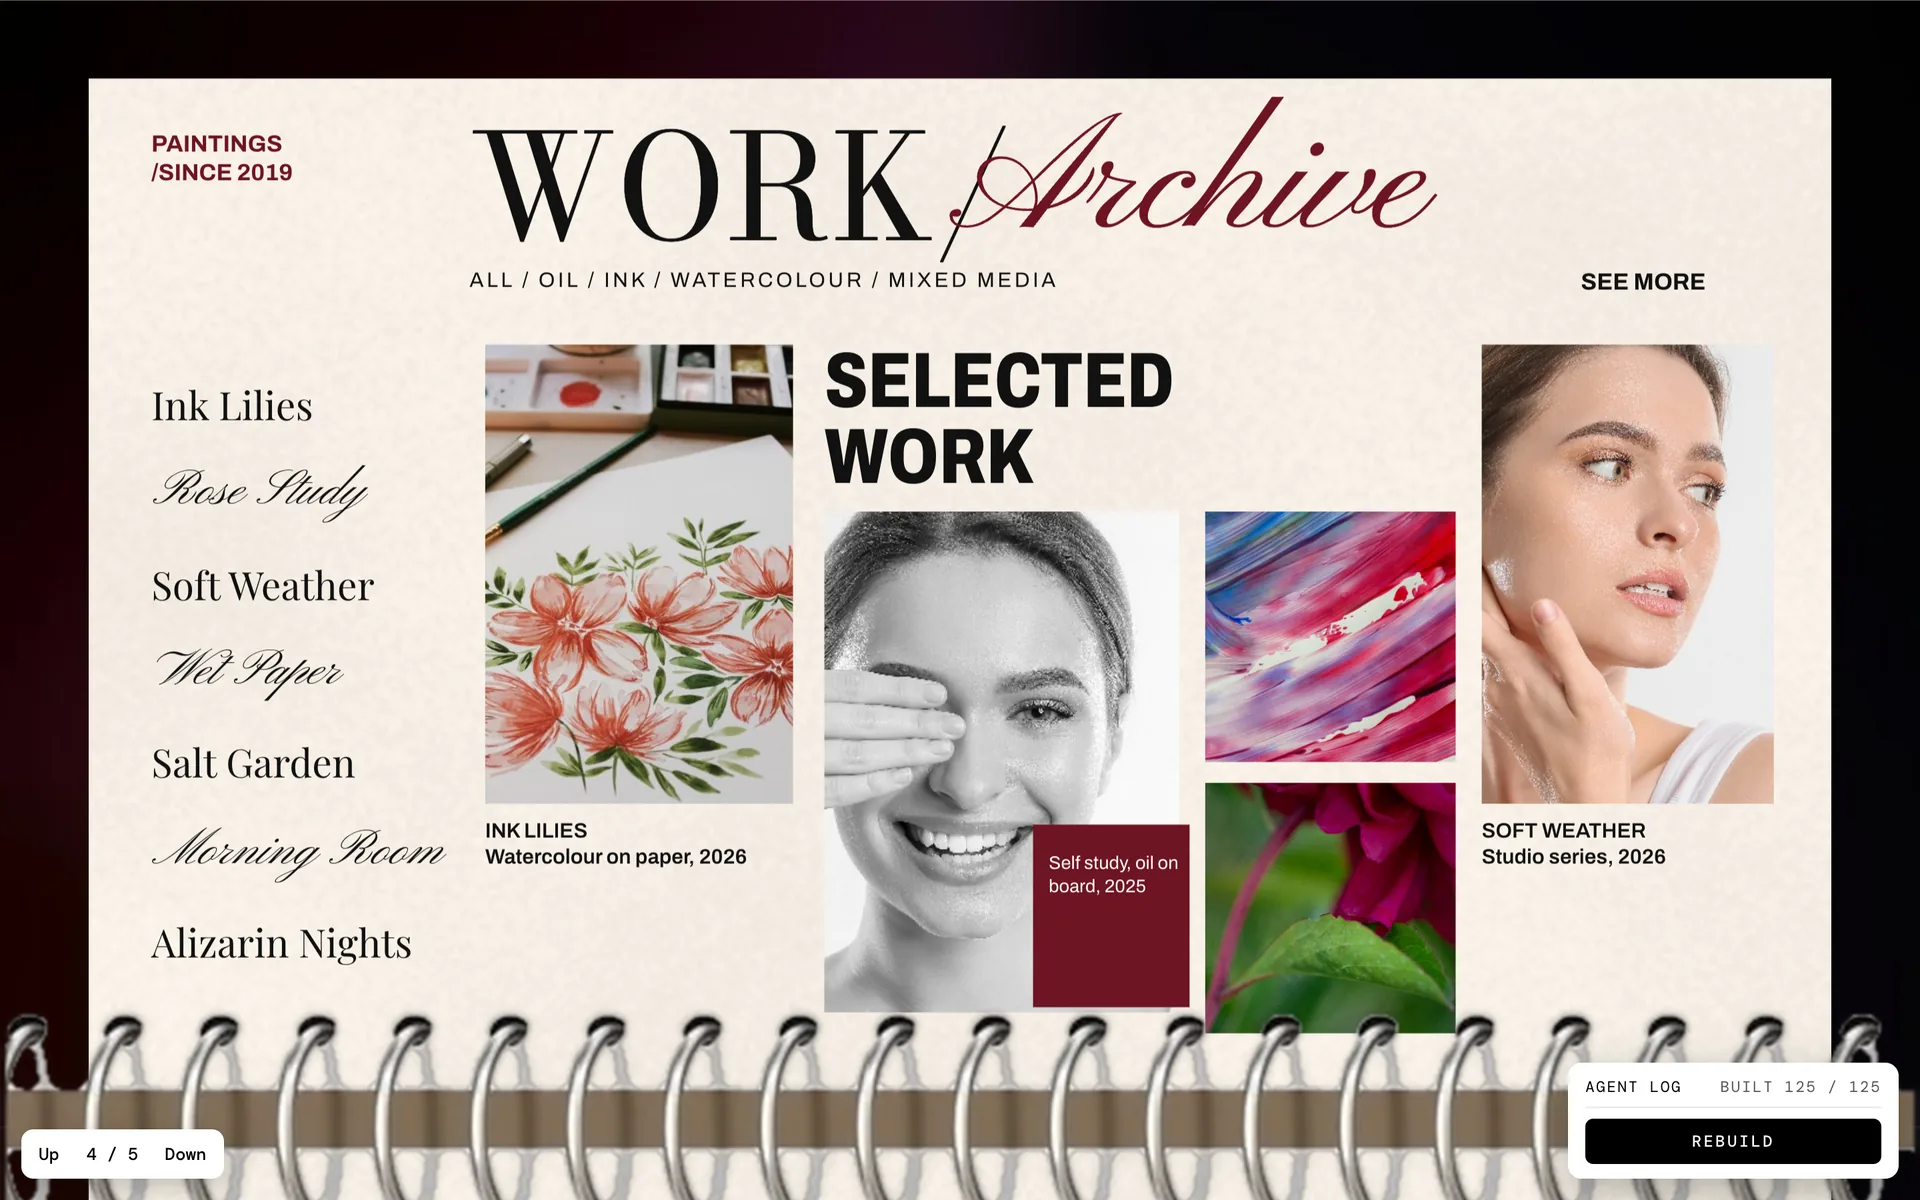 PAINTINGS
/SINCE 2019
WORK / Archive
ALL / OIL / INK / WATERCOLOUR / MIXED MEDIA
SEE MORE
Ink Lilies
Rose Study
Soft Weather
Wet Paper
Salt Garden
Morning Room
Alizarin Nights
INK LILIES
Watercolour on paper, 2026
SELECTED
WORK
Self study, oil on
board, 2025
SOFT WEATHER
Studio series, 2026
Up 4 / 5 Down
AGENT LOG BUILT 125 / 125
REBUILD